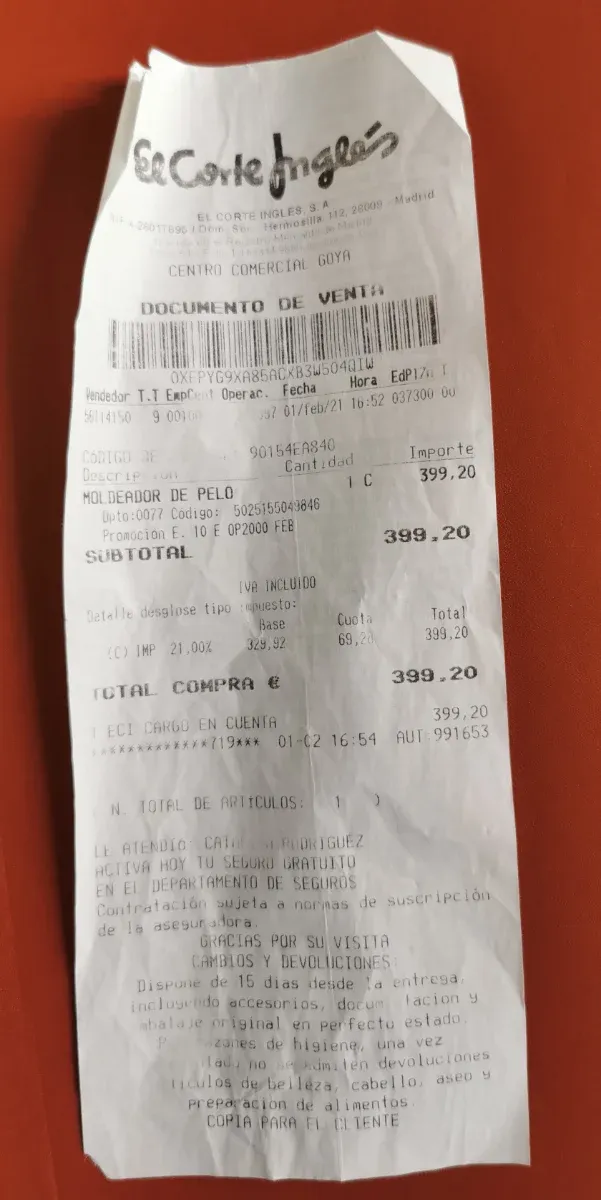 El Corte Inglés
EL CORTE INGLES, S.A.
Hermosilla, 112, 28009 - Madrid
CENTRO COMERCIAL GOYA
DOCUMENTO DE VENTA
0XFPYG9XA85ACXB3W504QIW
Vendedor T.T Operac. Fecha Hora
56114150 9 01/feb/21 16:52 037300 00
CODIGO DE 90154EA840
Cantidad Importe
1 C 399,20
MOLDEADOR DE PELO
Dpto:0077 Codigo: 5025155049846
Promoción E. 10 E OP2000 FEB
SUBTOTAL 399,20
IVA INCLUIDO
Detalle desglose tipo impuesto:
Base Cuota Total
(C) IMP 21,00% 329,92 69,28 399,20
TOTAL COMPRA € 399,20
ECI CARGO EN CUENTA 399,20
************719*** 01-02 16:54 AUT:991653
N. TOTAL DE ARTICULOS: 1 )
LE ATENDIO: RODRIGUEZ
ACTIVA HOY TU SEGURO GRATUITO
EN EL DEPARTAMENTO DE SEGUROS
Contratación sujeta a normas de suscripción
de la aseguradora.
GRACIAS POR SU VISITA
CAMBIOS Y DEVOLUCIONES:
Dispone de 15 dias desde la entrega,
incluyendo accesorios, y
original en perfecto estado.
de higiene, una vez
no se admiten devoluciones
de belleza, cabello, aseo y
preparacion de alimentos.
COPIA PARA EL CLIENTE